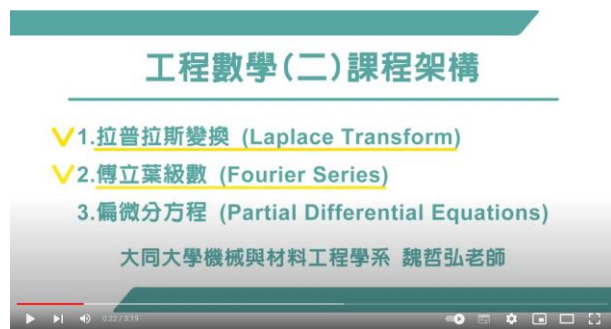 工程數學(二)課程架構
1.拉普拉斯變換 (Laplace Transform)
2.傅立葉級數 (Fourier Series)
3.偏微分方程 (Partial Differential Equations)
大同大學機械與材料工程學系 魏哲弘老師
0:22 / 3:19